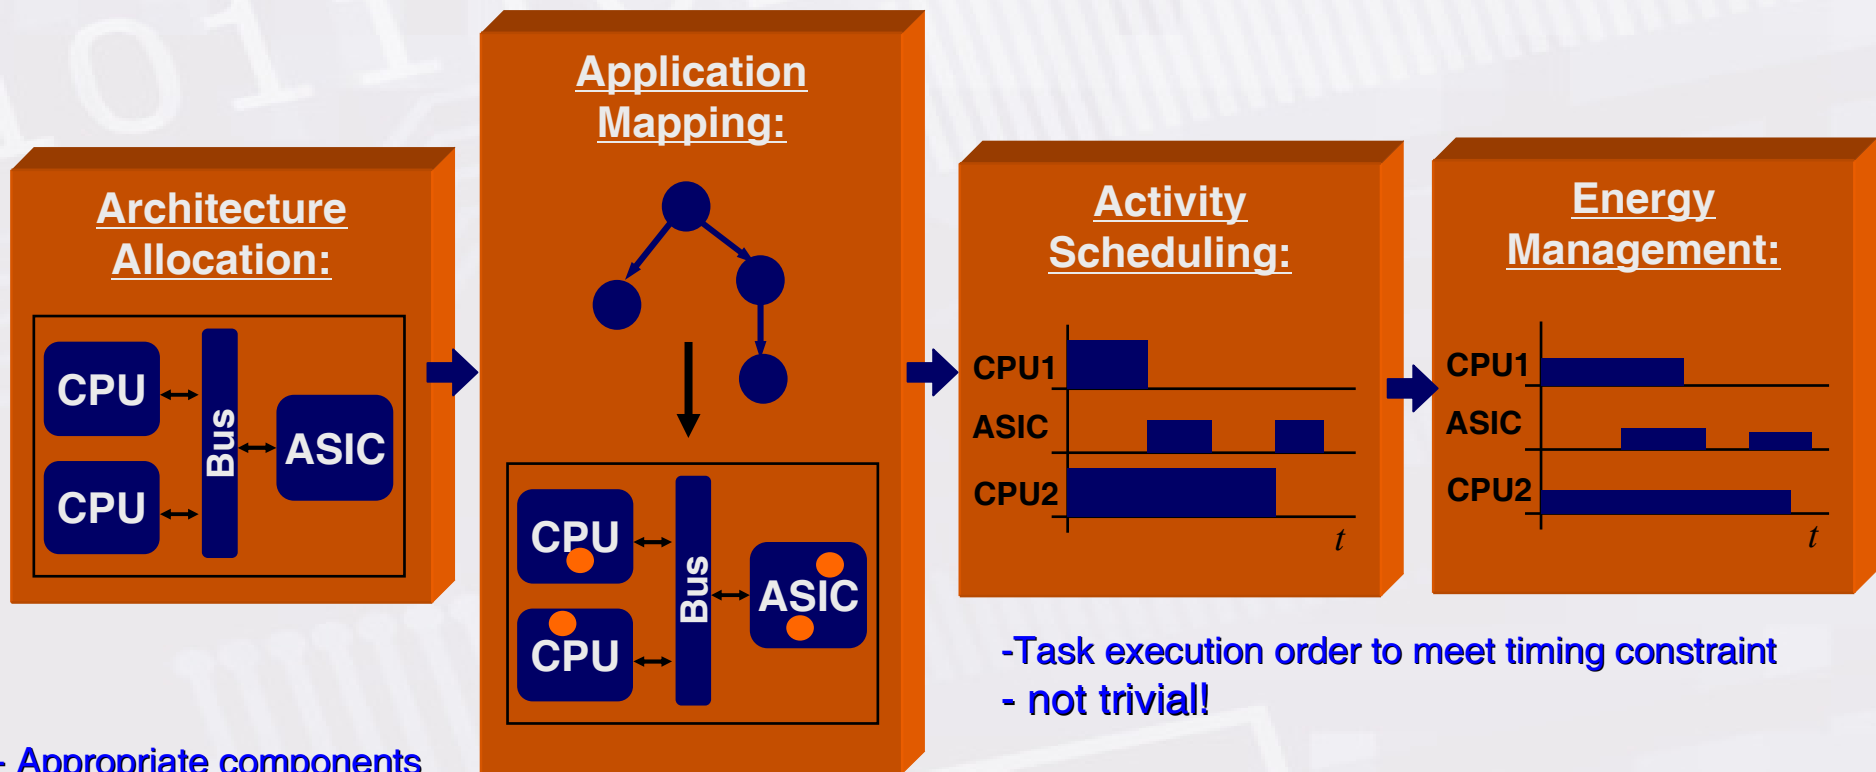 Architecture
Allocation:
CPU
CPU
Bus
ASIC
Application
Mapping:
CPU
CPU
Bus
ASIC
Activity
Scheduling:
CPU1
ASIC
CPU2
t
Energy
Management:
CPU1
ASIC
CPU2
t
-Task execution order to meet timing constraint
- not trivial!
- Appropriate components